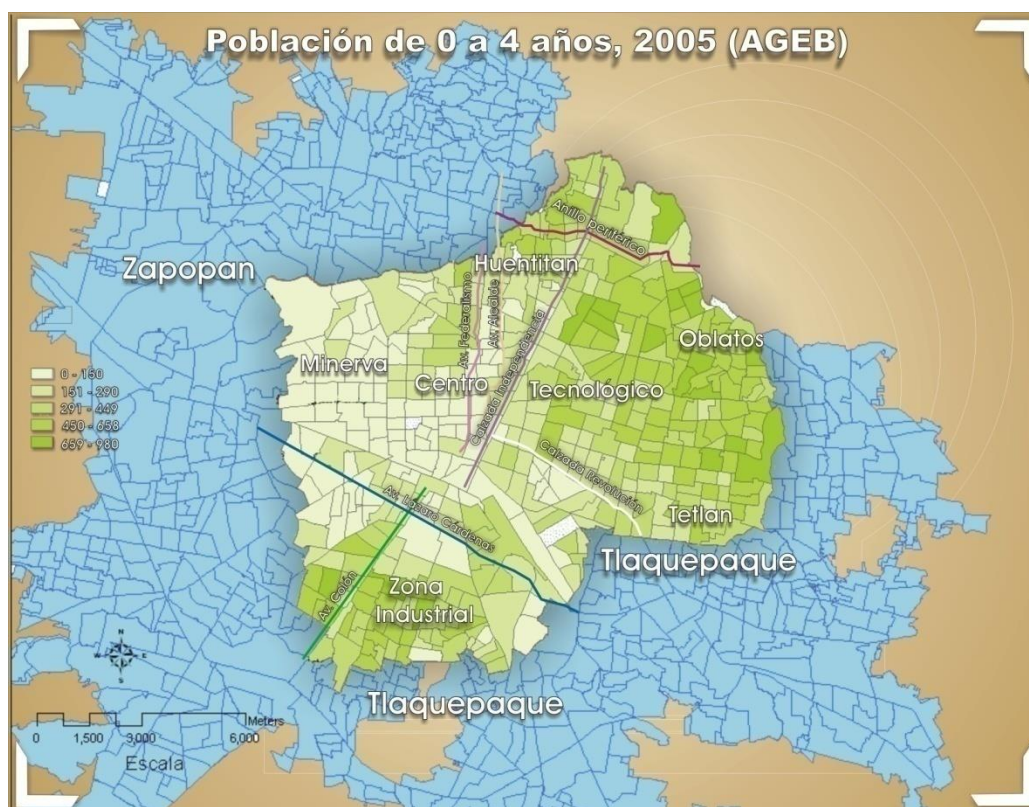 Población de 0 a 4 años, 2005 (AGEB)
Anillo periférico
Huentitan
Zapopan
Av. Federalismo
Av. Alcalde
Calzada Independencia
Oblatos
Minerva
Centro
Tecnológico
0 - 150
151 - 290
291 - 449
450 - 658
659 - 980
Calzada Revolución
Av. Lázaro Cárdenas
Tetlan
Tlaquepaque
Av. Colón
Zona
Industrial
N
W E
S
Tlaquepaque
Meters
0 1,500 3,000 6,000
Escala